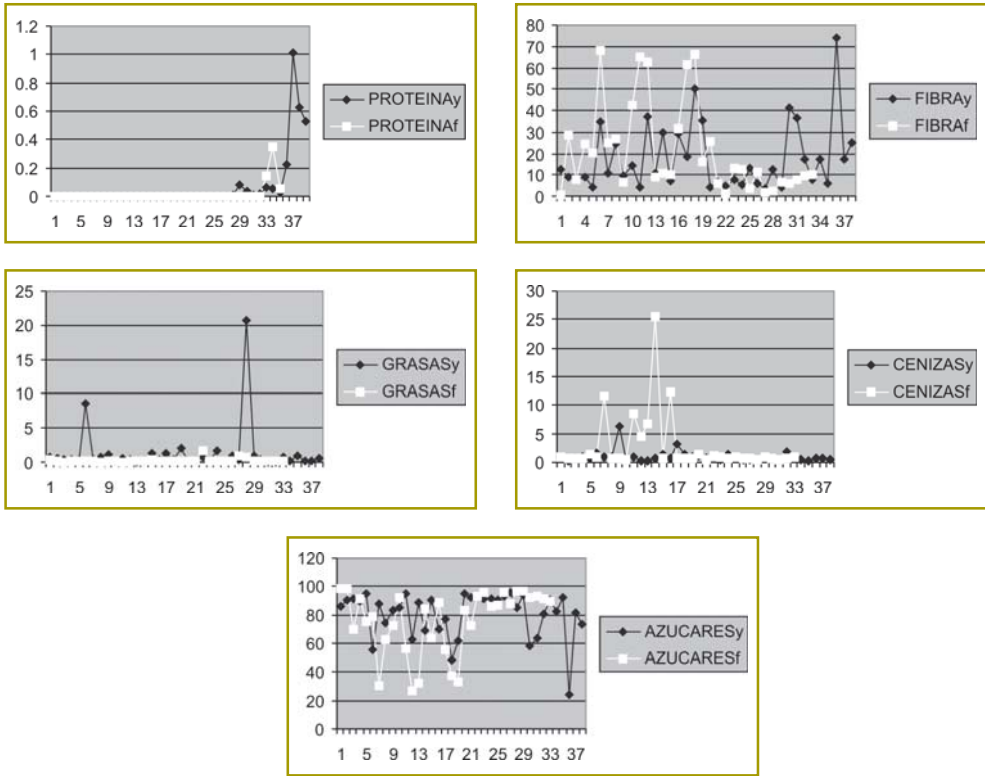 1.2
1
0.8
0.6
0.4
0.2
0
1 5 9 13 17 21 25 29 33 37
PROTEINAy
PROTEINAf
80
70
60
50
40
30
20
10
0
1 4 7 10 13 16 19 22 25 28 31 34 37
FIBRAy
FIBRAf
25
20
15
10
5
0
1 5 9 13 17 21 25 29 33 37
GRASASy
GRASASf
30
25
20
15
10
5
0
1 5 9 13 17 21 25 29 33 37
CENIZASy
CENIZASf
120
100
80
60
40
20
0
1 5 9 13 17 21 25 29 33 37
AZUCARESy
AZUCARESf